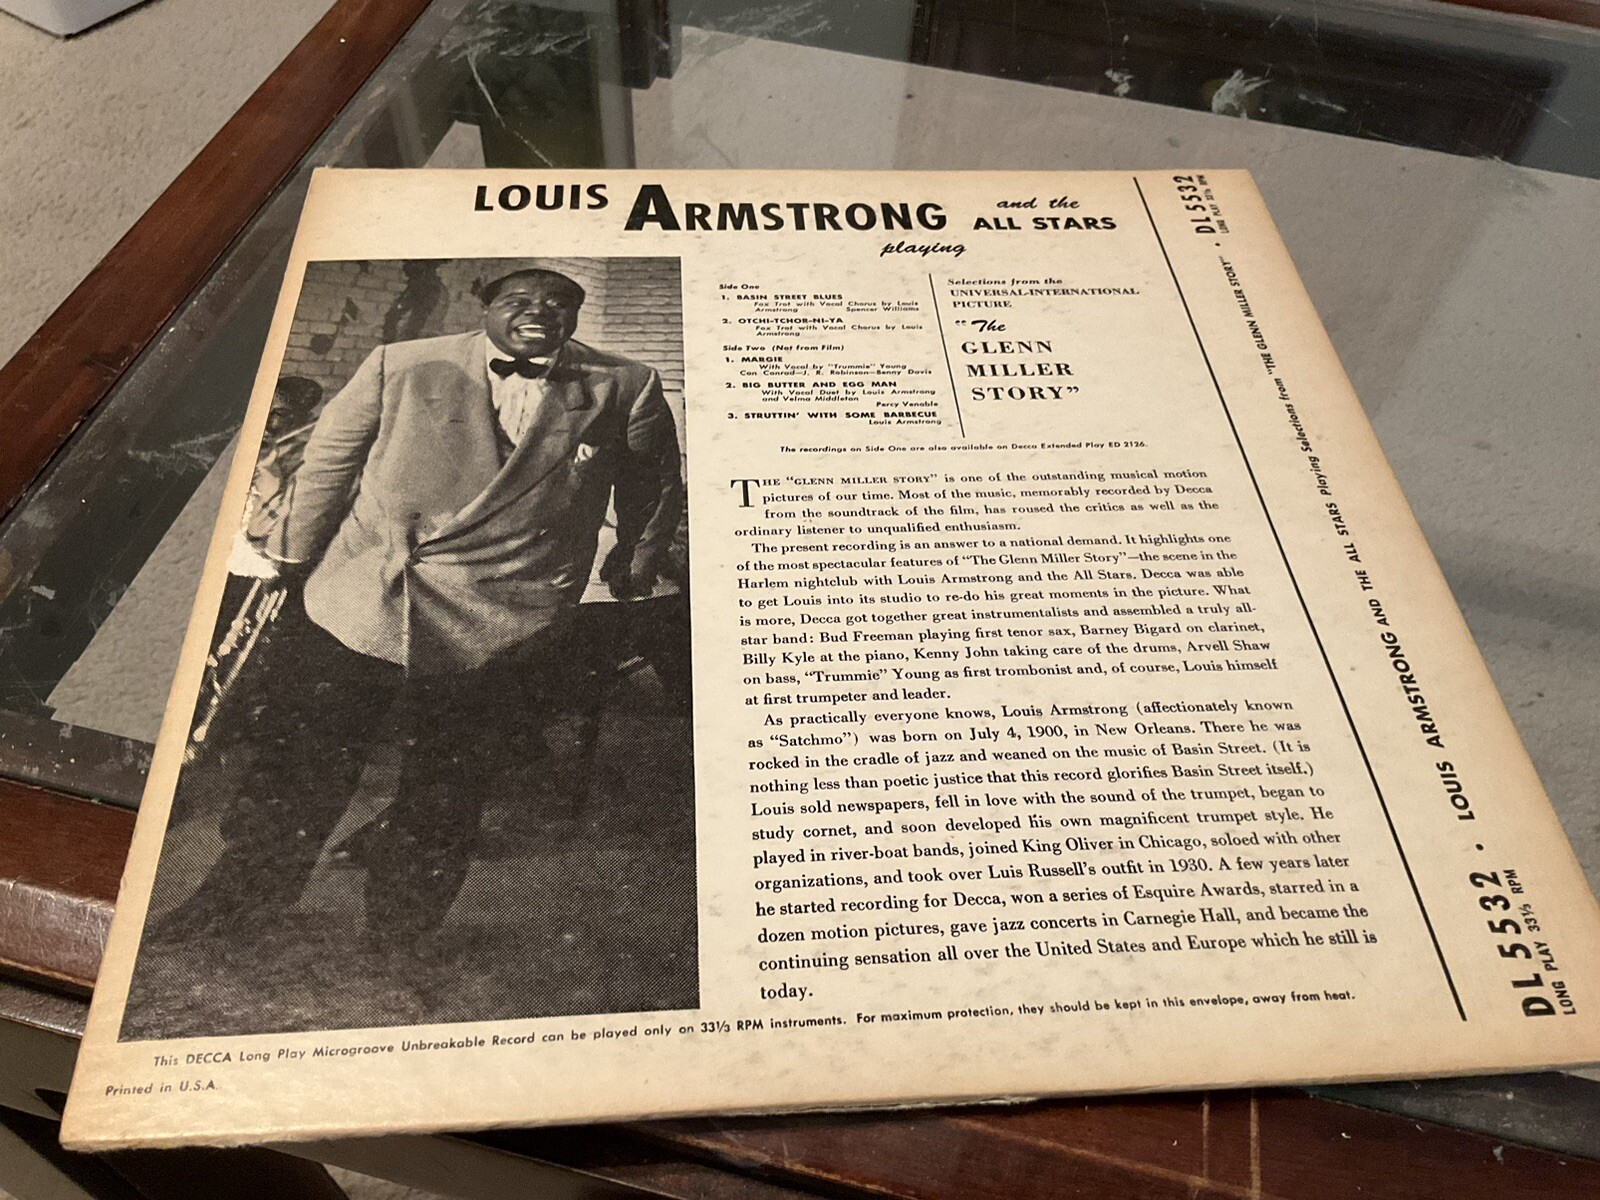 LOUIS ARMSTRONG and the ALL STARS
playing
Side One
1. BASIN STREET BLUES
Fox Trot with Vocal Chorus by Louis
Armstrong Spencer Williams
2. OTCHI-TCHOR-NI-YA
Fox Trot with Vocal Chorus by Louis
Armstrong
Side Two (Not from Film)
1. MARGIE
With Vocal by "Trummie" Young
Con Conrad—J. R. Robinson—Benny Davis
2. BIG BUTTER AND EGG MAN
With Vocal Duet by Louis Armstrong
and Velma Middleton
Percy Venable
3. STRUTTIN' WITH SOME BARBECUE
Louis Armstrong
Selections from the
UNIVERSAL-INTERNATIONAL
PICTURE
"The
GLENN
MILLER
STORY"
The recordings on Side One are also available on Decca Extended Play ED 2126.
THE "GLENN MILLER STORY" is one of the outstanding musical motion
pictures of our time. Most of the music, memorably recorded by Decca
from the soundtrack of the film, has roused the critics as well as the
ordinary listener to unqualified enthusiasm.
The present recording is an answer to a national demand. It highlights one
of the most spectacular features of "The Glenn Miller Story"—the scene in the
Harlem nightclub with Louis Armstrong and the All Stars. Decca was able
to get Louis into its studio to re-do his great moments in the picture. What
is more, Decca got together great instrumentalists and assembled a truly all-
star band: Bud Freeman playing first tenor sax, Barney Bigard on clarinet,
Billy Kyle at the piano, Kenny John taking care of the drums, Arvell Shaw
on bass, "Trummie" Young as first trombonist and, of course, Louis himself
at first trumpeter and leader.
As practically everyone knows, Louis Armstrong (affectionately known
as "Satchmo") was born on July 4, 1900, in New Orleans. There he was
rocked in the cradle of jazz and weaned on the music of Basin Street. (It is
nothing less than poetic justice that this record glorifies Basin Street itself.)
Louis sold newspapers, fell in love with the sound of the trumpet, began to
study cornet, and soon developed his own magnificent trumpet style. He
played in river-boat bands, joined King Oliver in Chicago, soloed with other
organizations, and took over Luis Russell's outfit in 1930. A few years later
he started recording for Decca, won a series of Esquire Awards, starred in a
dozen motion pictures, gave jazz concerts in Carnegie Hall, and became the
continuing sensation all over the United States and Europe which he still is
today.
This DECCA Long Play Microgroove Unbreakable Record can be played only on 33⅓ RPM instruments. For maximum protection, they should be kept in this envelope, away from heat.
Printed in U.S.A.
DL 5532 • LOUIS ARMSTRONG AND THE ALL STARS Playing Selections from "THE GLENN MILLER STORY" • DL 5532
LONG PLAY 33⅓ RPM
LONG PLAY 33⅓ RPM